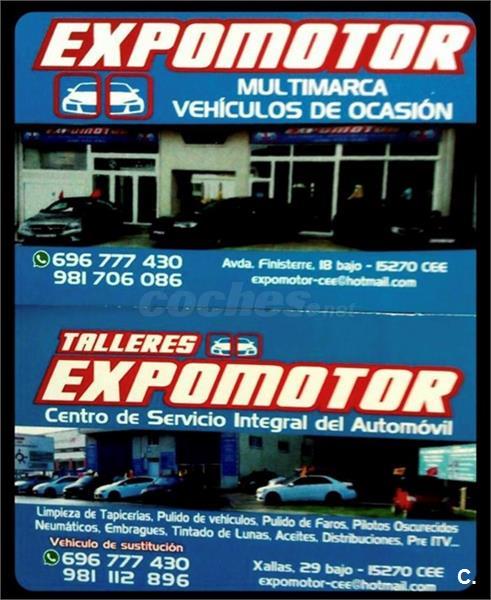 EXPOMOTOR
MULTIMARCA
VEHÍCULOS DE OCASIÓN
EXPOMOTOR
EXPOMOTOR
696 777 430
981 706 086
Avda. Finisterre, 18 bajo - 15270 CEE
expomotor-cee@hotmail.com
coches.net
TALLERES
EXPOMOTOR
Centro de Servicio Integral del Automóvil
Limpieza de Tapicerías, Pulido de vehículos, Pulido de Faros, Pilotos Oscurecidos
Neumáticos, Embragues, Tintado de Lunas, Aceites, Distribuciones, Pre ITV...
Vehículo de sustitución
696 777 430
981 112 896
Xallas, 29 bajo - 15270 CEE
expomotor-cee@hotmail.com
C.